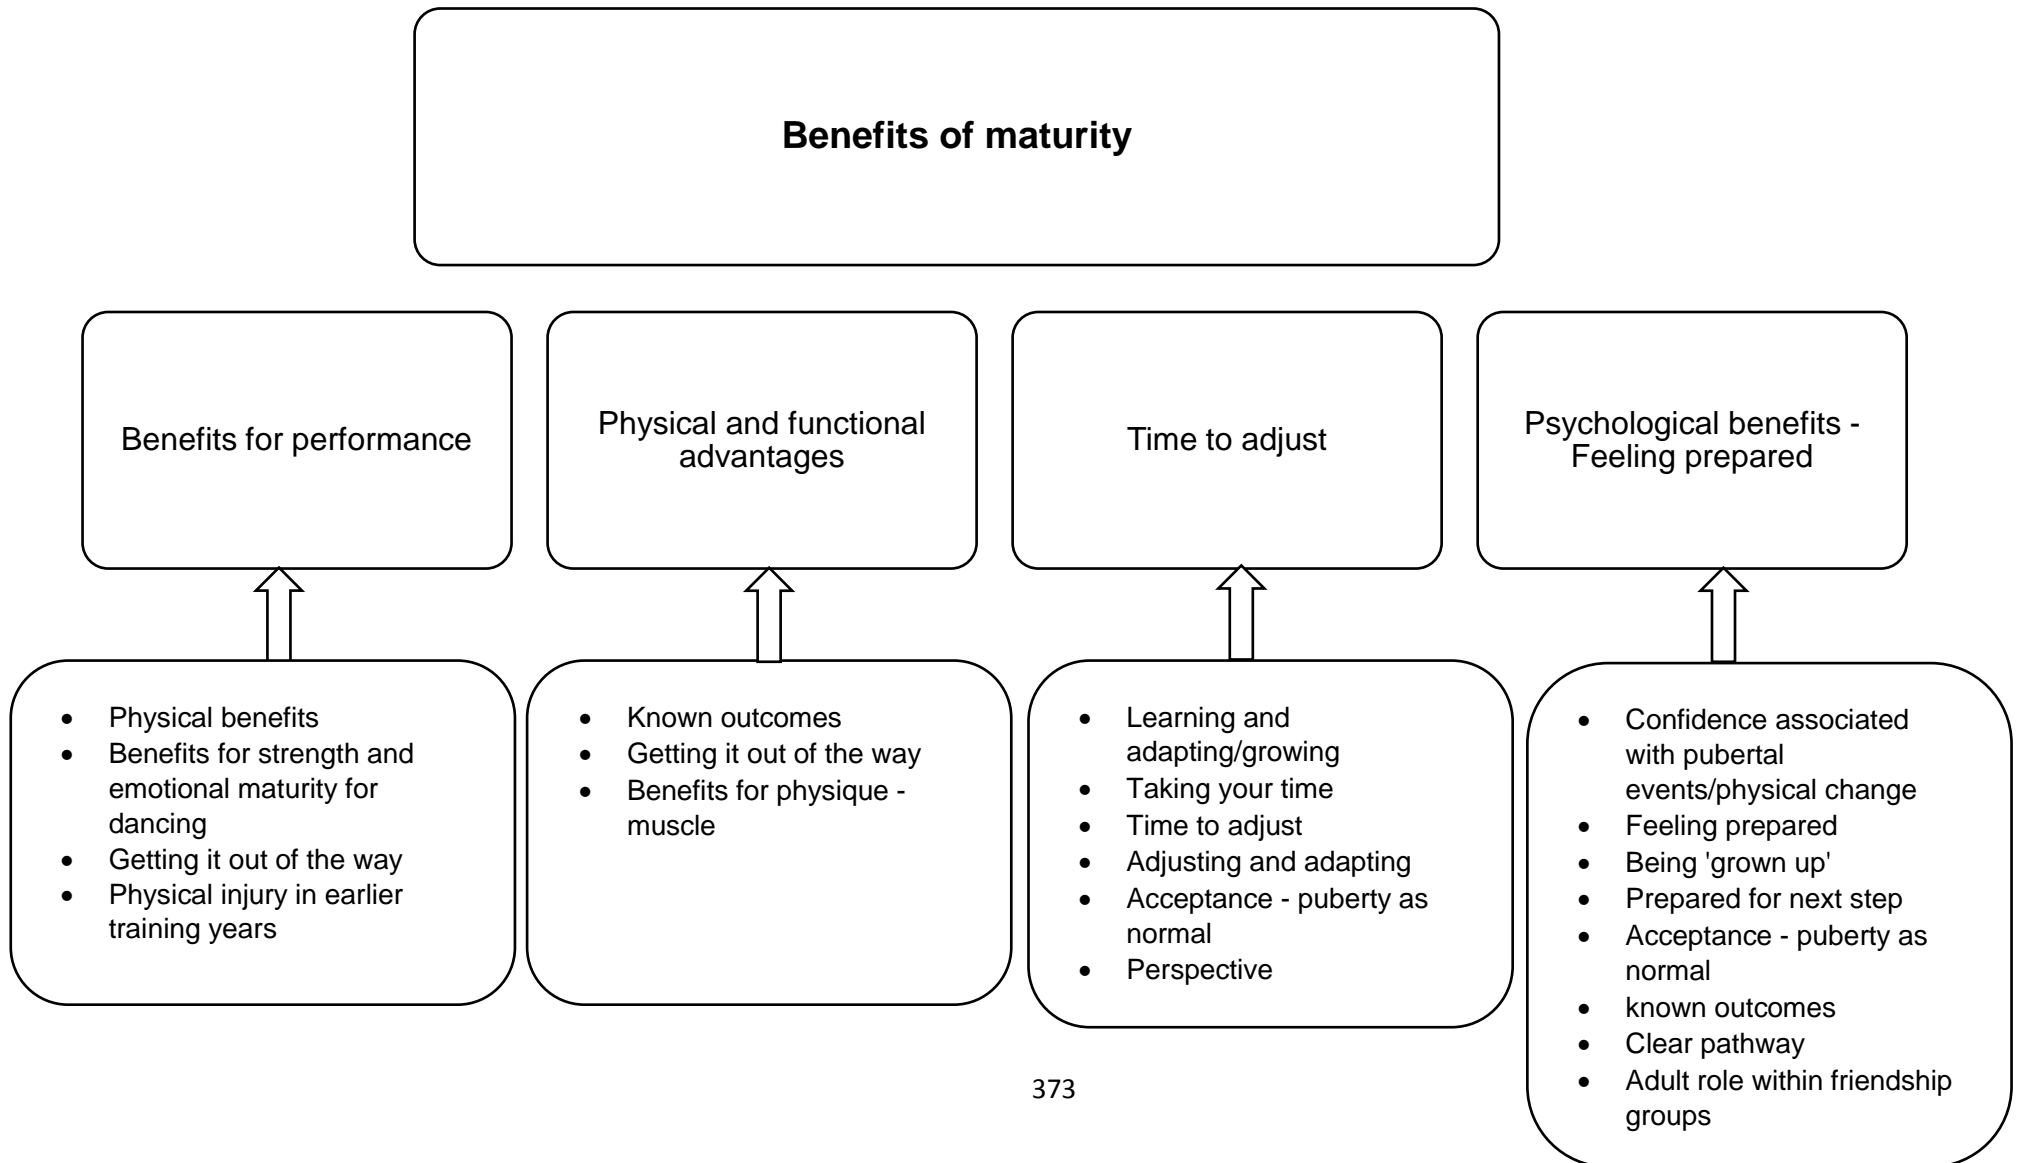 Benefits of maturity
Benefits for performance
Physical and functional
advantages
Time to adjust
Psychological benefits -
Feeling prepared
• Physical benefits
• Benefits for strength and
emotional maturity for
dancing
• Getting it out of the way
• Physical injury in earlier
training years
• Known outcomes
• Getting it out of the way
• Benefits for physique -
muscle
• Learning and
adapting/growing
• Taking your time
• Time to adjust
• Adjusting and adapting
• Acceptance - puberty as
normal
• Perspective
• Confidence associated
with pubertal
events/physical change
• Feeling prepared
• Being 'grown up'
• Prepared for next step
• Acceptance - puberty as
normal
• known outcomes
• Clear pathway
• Adult role within friendship
groups
373